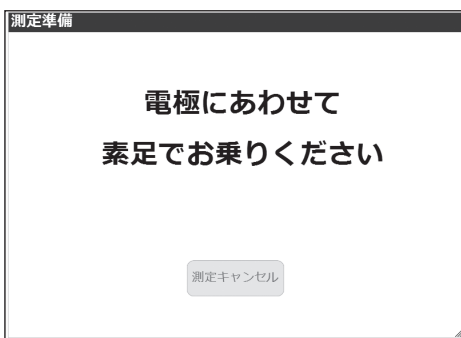 測定準備
電極にあわせて
素足でお乗りください
測定キャンセル